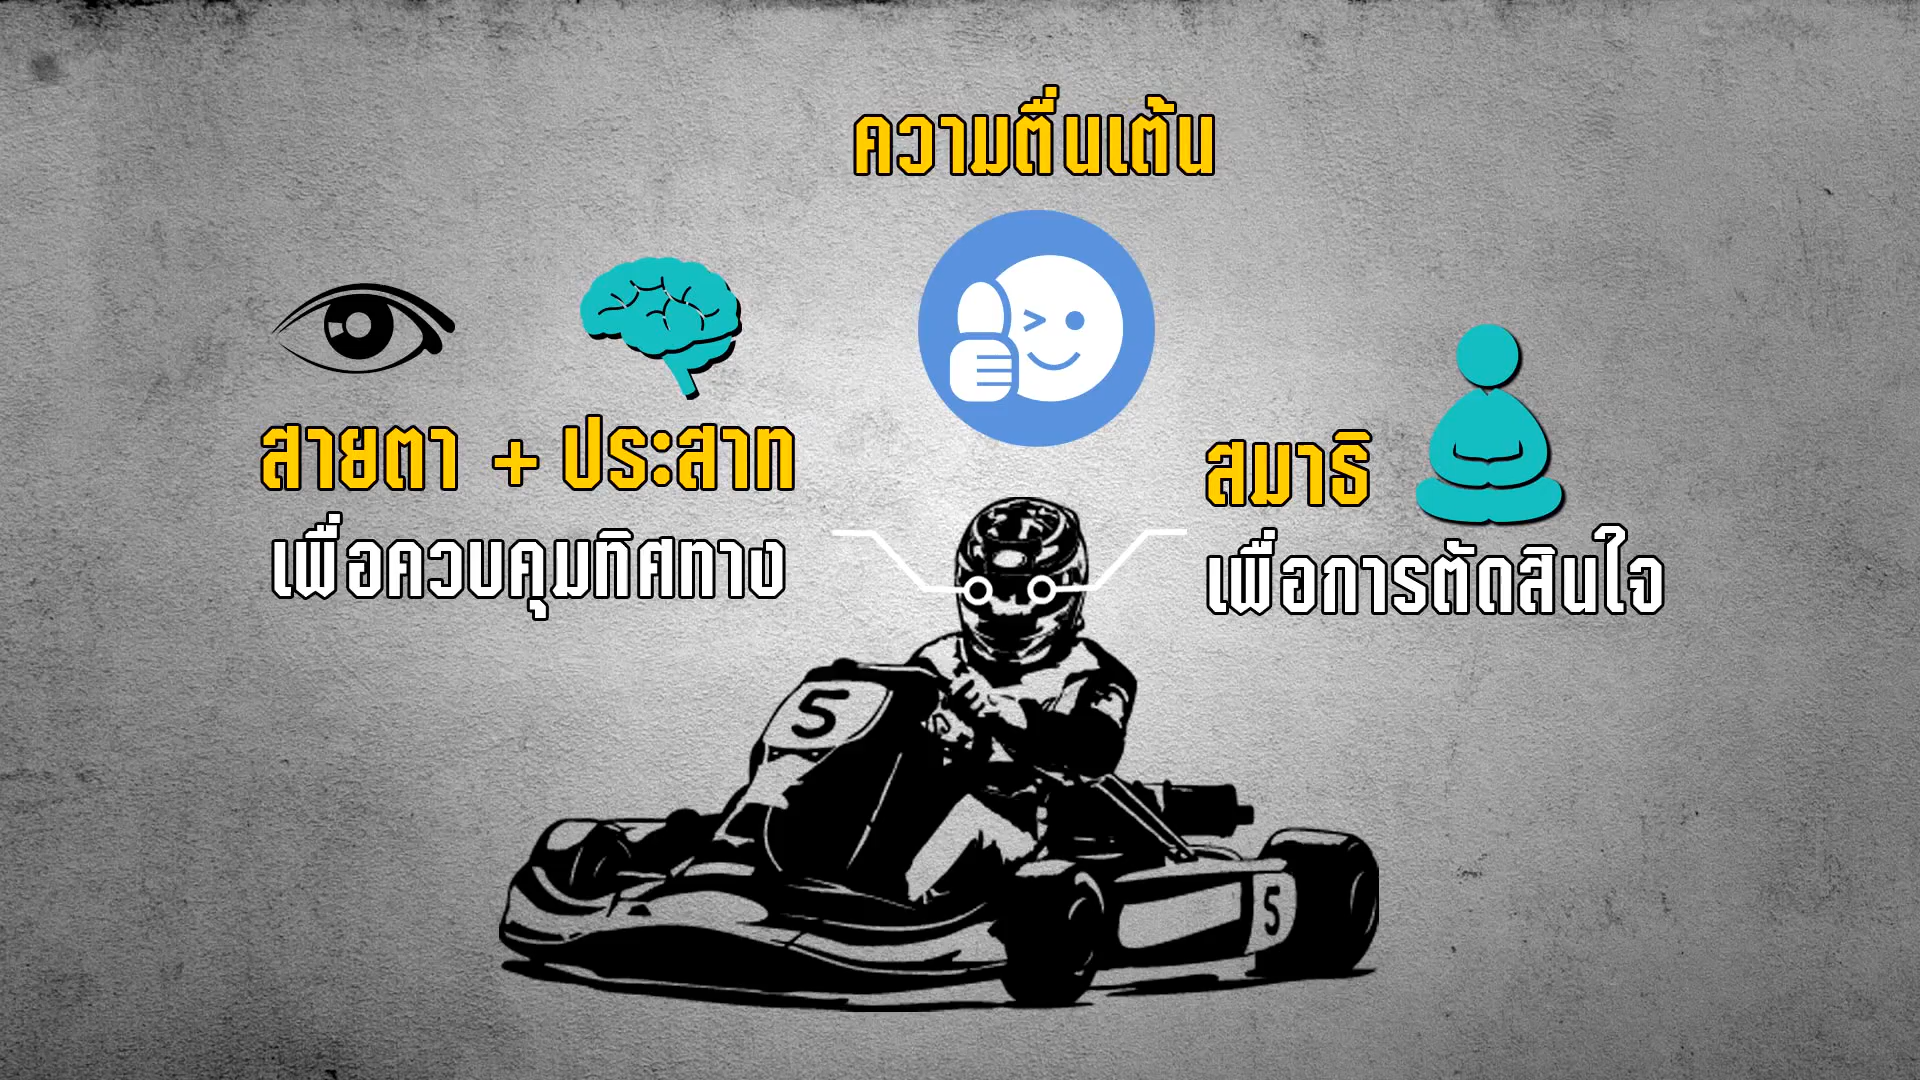 ความตื่นเต้น
สายตา + ประสาท
เพื่อควบคุมทิศทาง
สมาธิ
เพื่อการตัดสินใจ
5
5